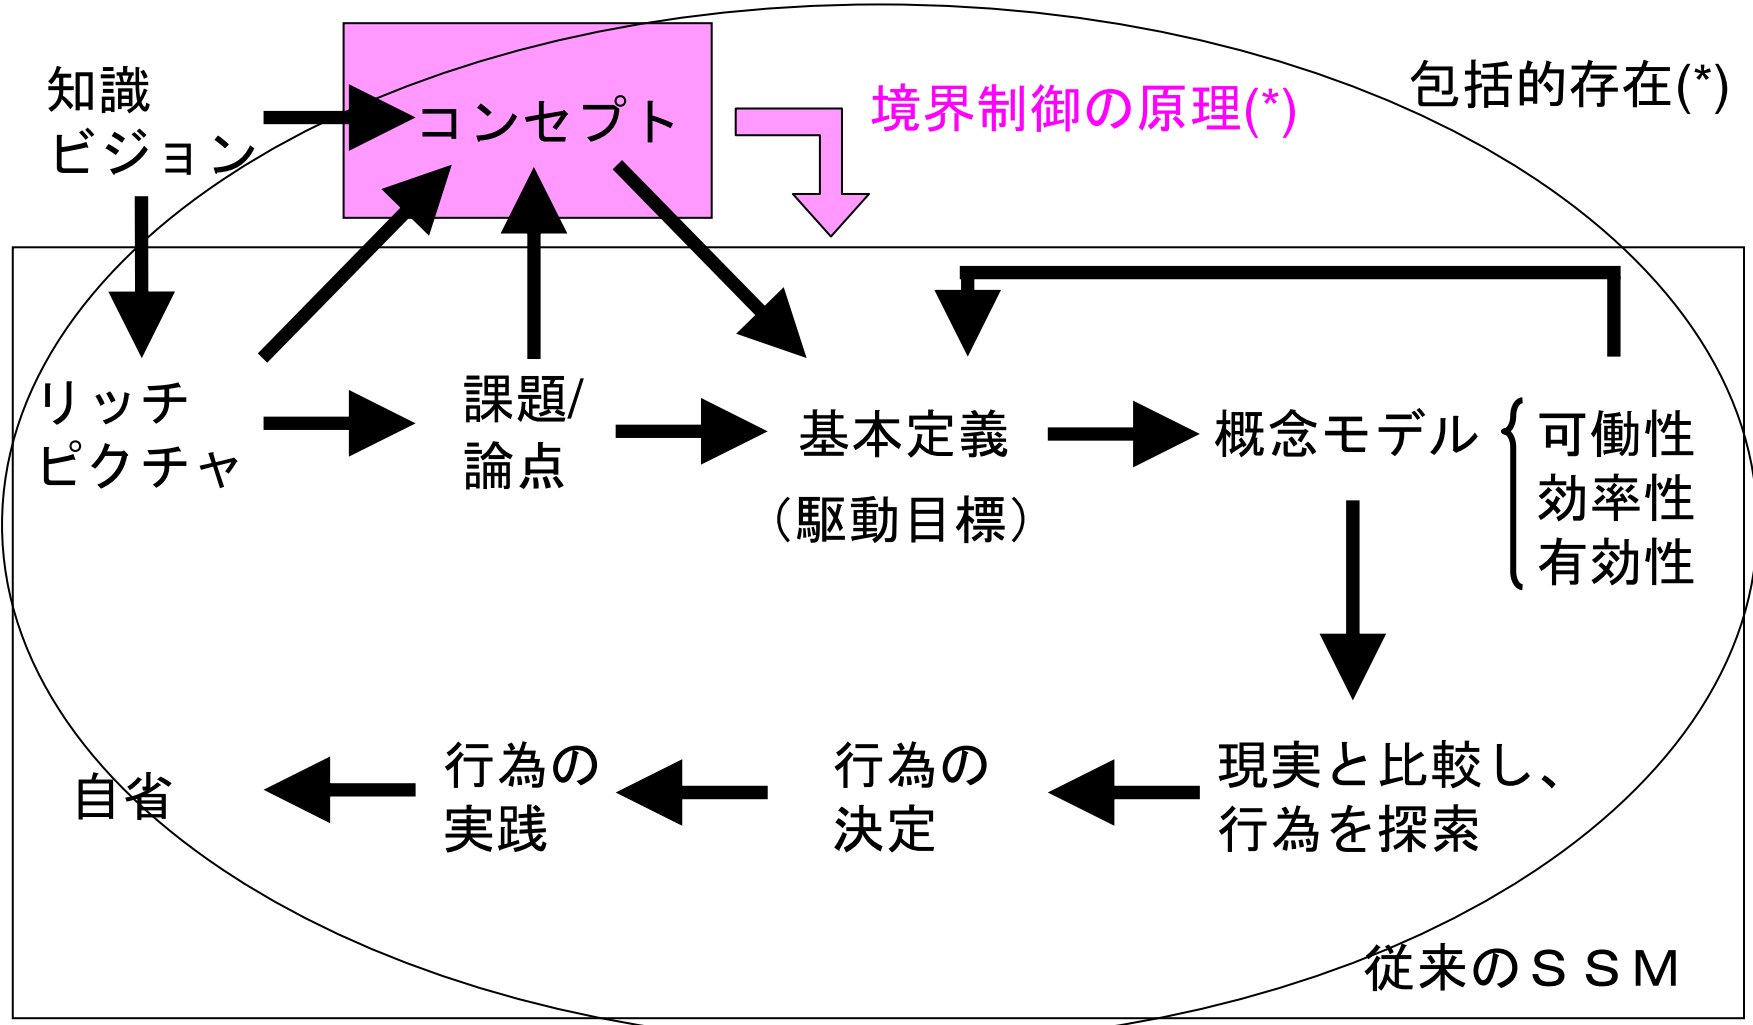 知識
ビジョン
コンセプト
境界制御の原理(*)
包括的存在(*)
リッチ
ピクチャ
課題/
論点
基本定義
（駆動目標）
概念モデル
可働性
効率性
有効性
自省
行為の
実践
行為の
決定
現実と比較し、
行為を探索
従来のＳＳＭ